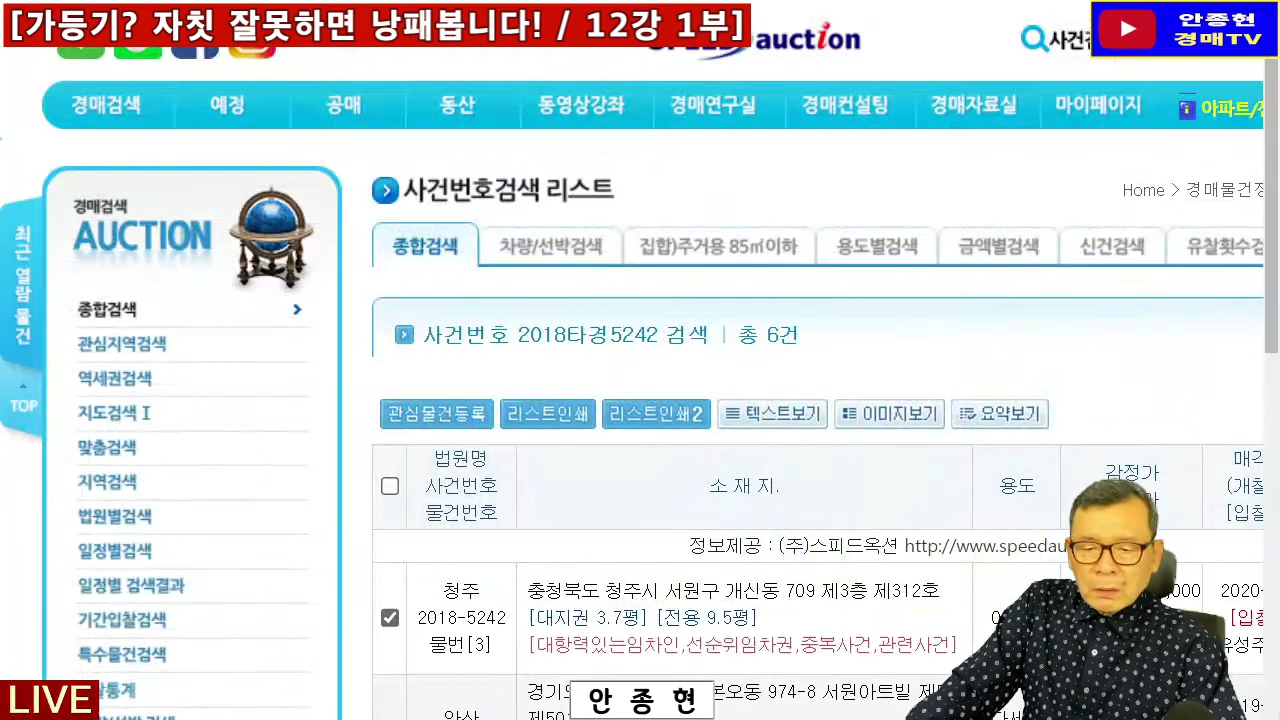 [가등기? 자칫 잘못하면 낭패봅니다! / 12강 1부]
auction
안종현
경매TV
경매검색
예정
공매
동산
동영상강좌
경매연구실
경매컨설팅
경매자료실
마이페이지
경매검색
AUCTION
최근 열람 물건
TOP
종합검색
관심지역검색
역세권검색
지도검색 I
맞춤검색
지역검색
법원별검색
일정별검색
일정별 검색결과
기간입찰검색
특수물건검색
사건번호검색 리스트
Home > 경매물건정
종합검색
차량/선박검색
집합)주거용 85㎡이하
용도별검색
금액별검색
신건검색
유찰횟수검
사건번호 2018타경5242 검색 | 총 6건
관심물건등록
리스트인쇄
리스트인쇄2
텍스트보기
이미지보기
요약보기
법원명
사건번호
물건번호
소 재 지.
용도
감정가
정보제공 : (주)스피드옥션 http://www.speedau
청주
2018-5242
물번[3]
충청북도 청주시 서원구 개신동 709 제3층 제312호
[대지권 3.7평] [전용 9.5평]
[대항력있는임차인,선순위임차권,중복사건,관련사건]
LIVE
안 종 현